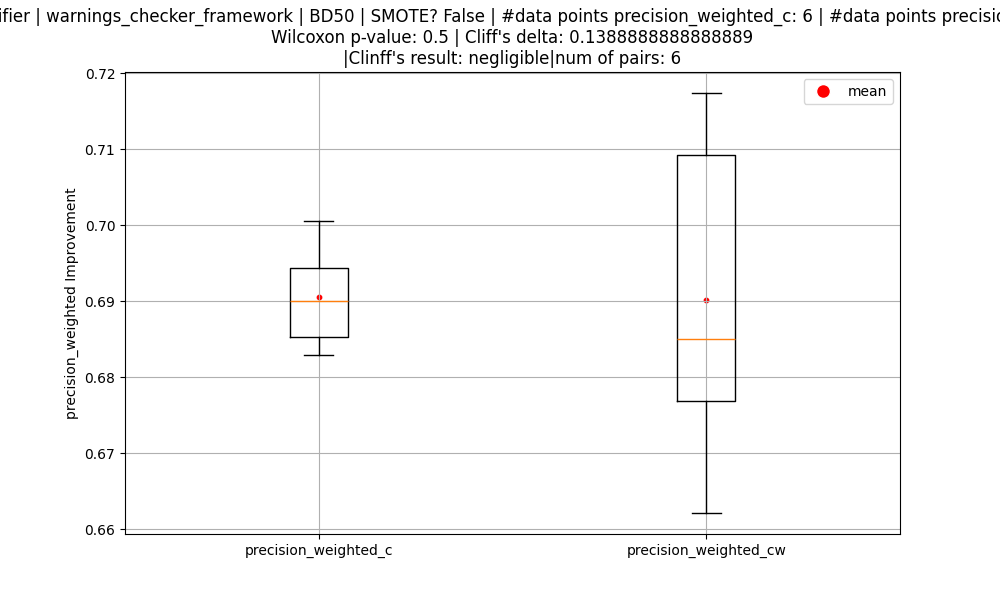 | warnings_checker_framework | BD50 | SMOTE? False | #data points precision_weighted_c: 6 | #data points
Wilcoxon p-value: 0.5 | Cliff's delta: 0.1388888888888889
|Clinff's result: negligible|num of pairs: 6
mean
0.72
0.71
0.70
0.69
0.68
0.67
0.66
precision_weighted Improvement
precision_weighted_c
precision_weighted_cw